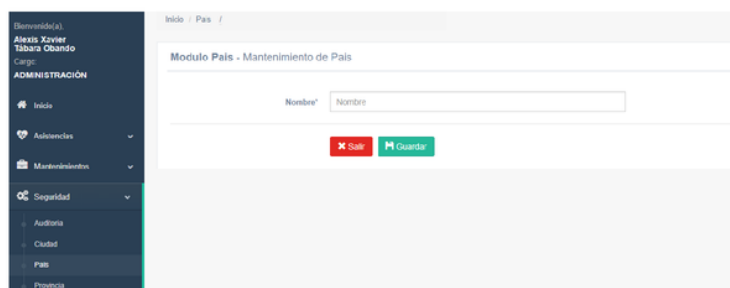 Bienvenido(a),
Alexis Xavier
Tábara Obando
Cargo:
ADMINISTRACIÓN
Inicio
Asistencias
Mantenimientos
Seguridad
Auditoria
Ciudad
Pais
Provincia
Inicio / Pais /
Modulo Pais - Mantenimiento de Pais
Nombre* Nombre
Salir Guardar